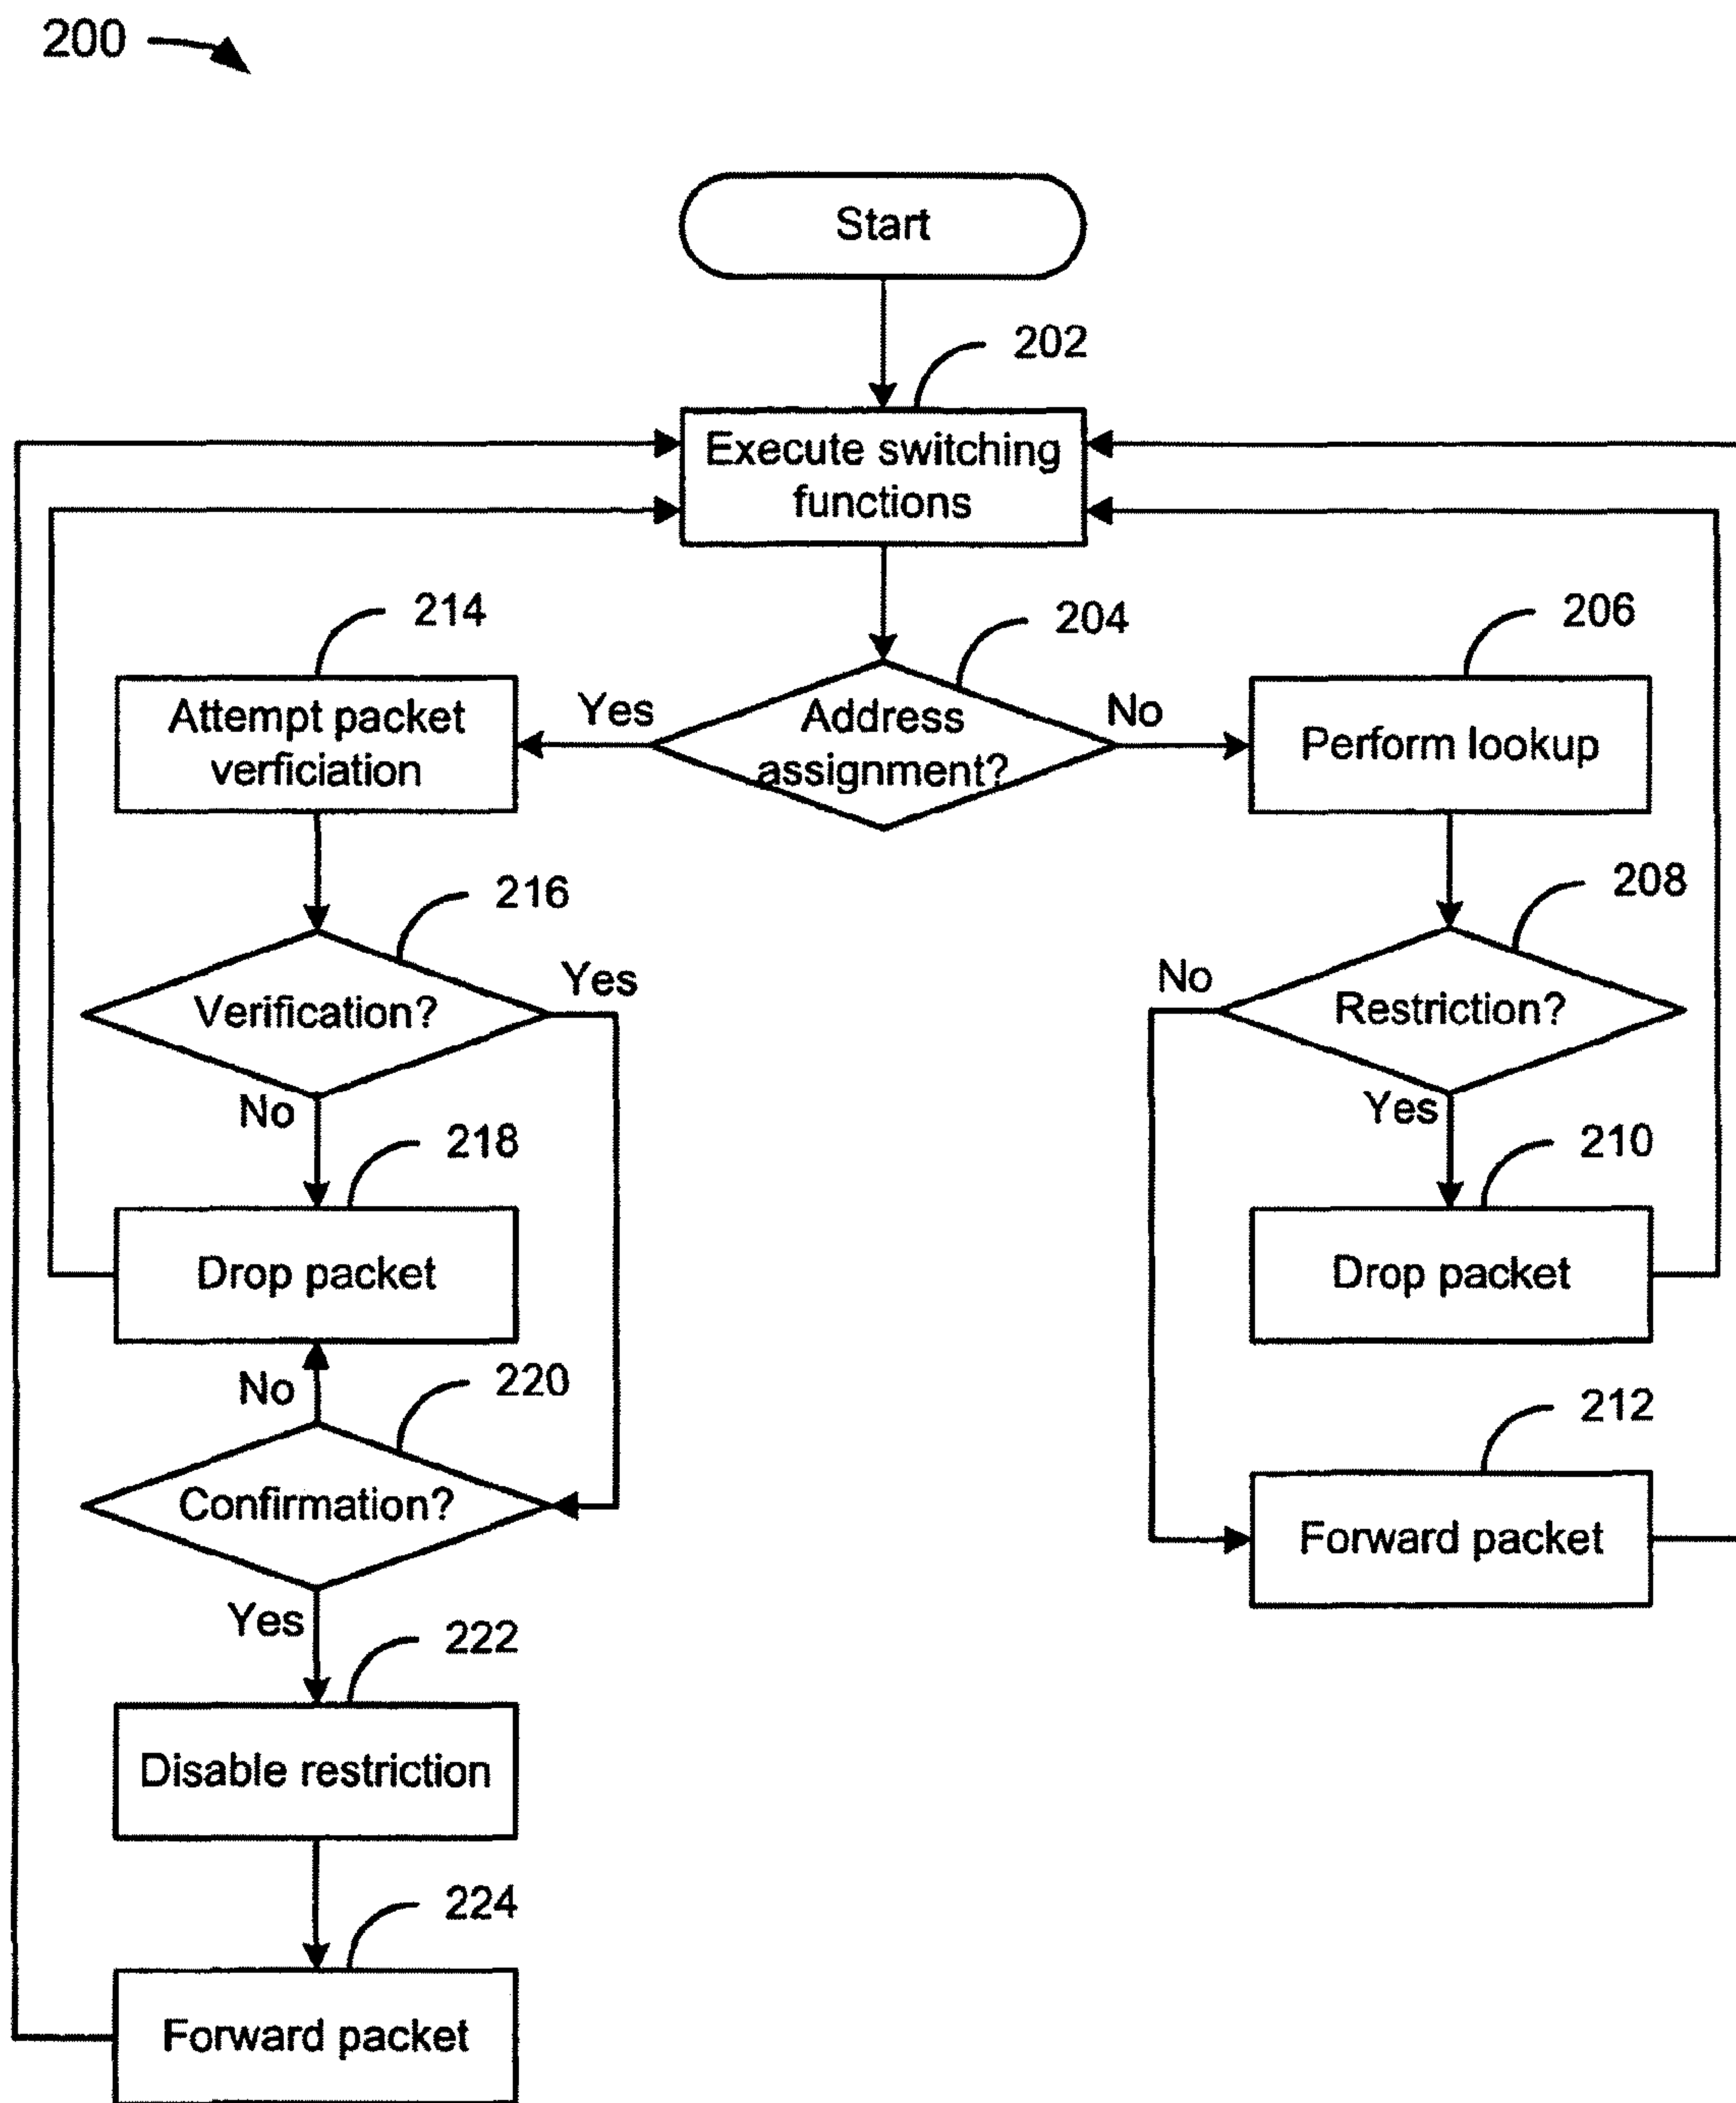 200
Start
202
Execute switching
functions
214
204
206
Attempt packet
verficiation
Yes
Address
assignment?
No
Perform lookup
216
208
Verification?
Yes
No
Restriction?
No
Yes
218
210
Drop packet
Drop packet
No
220
212
Confirmation?
Forward packet
Yes
222
Disable restriction
224
Forward packet